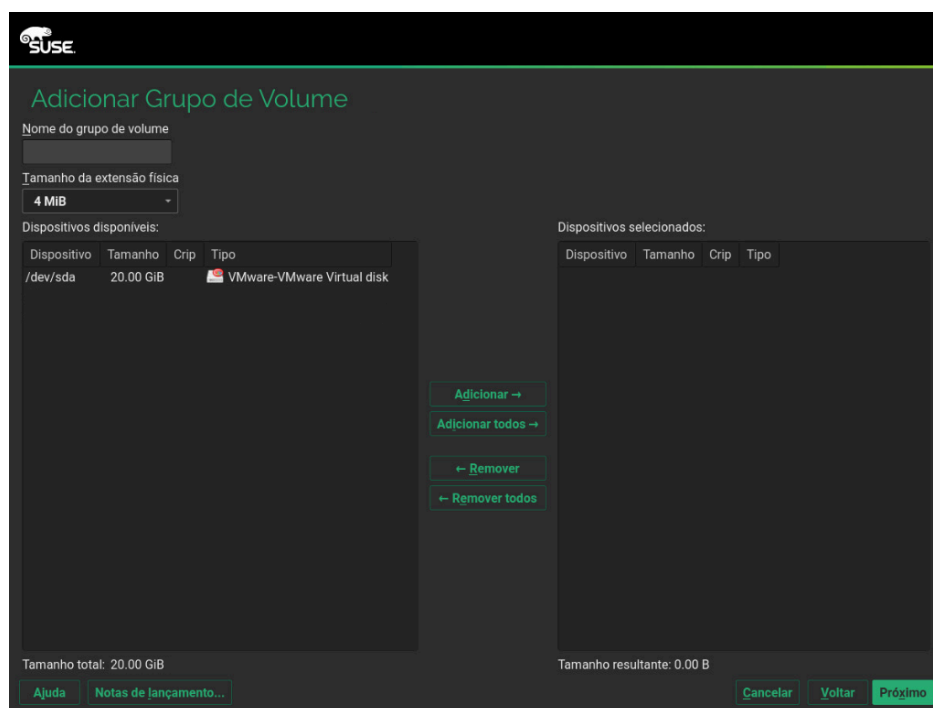 SUSE.
Adicionar Grupo de Volume
Nome do grupo de volume
Tamanho da extensão física
4 MiB
Dispositivos disponíveis:
Dispositivo Tamanho Crip Tipo
/dev/sda 20.00 GiB VMware-VMware Virtual disk
Adicionar →
Adicionar todos →
← Remover
← Remover todos
Dispositivos selecionados:
Dispositivo Tamanho Crip Tipo
Tamanho total: 20.00 GiB
Tamanho resultante: 0.00 B
Ajuda Notas de lançamento... Cancelar Voltar Próximo